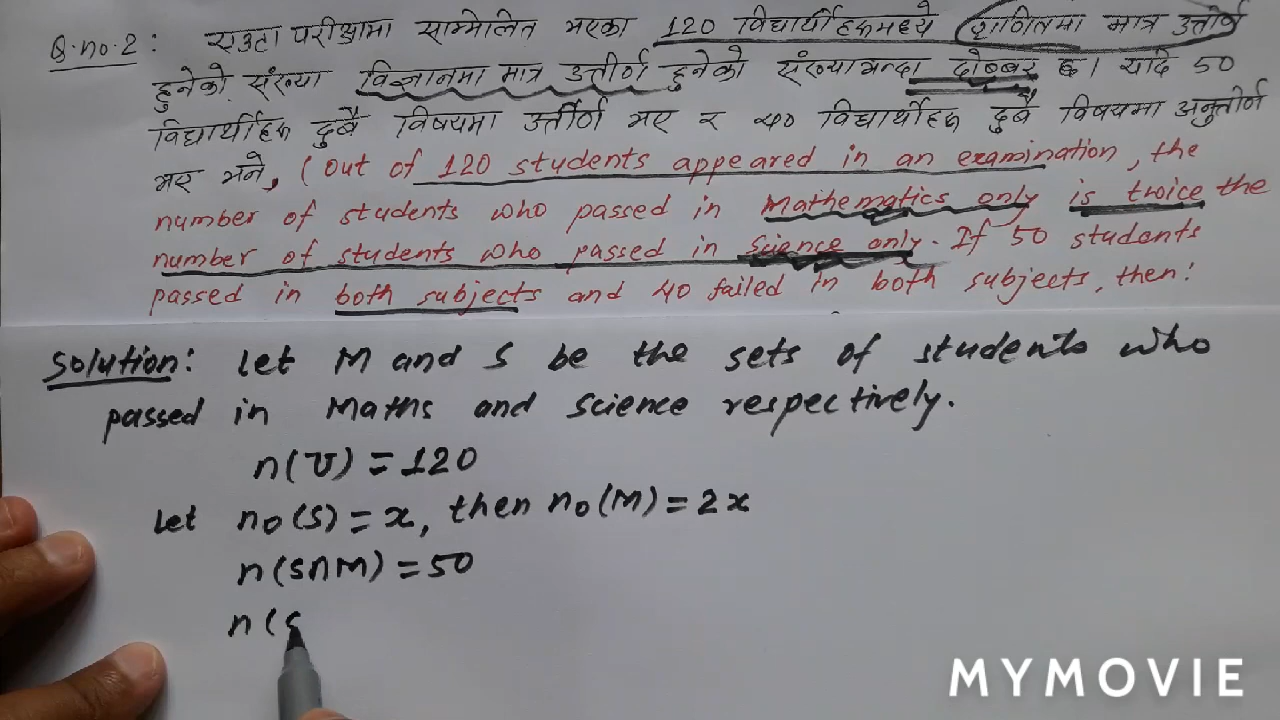 Q.no.2: एउटा परीक्षामा सम्मिलित भएका 120 विद्यार्थीहरूमध्ये गणितमा मात्र उत्तीर्ण
हुनेको संख्या विज्ञानमा मात्र उत्तीर्ण हुनेको संख्याभन्दा दोब्बर छ। यदि 50
विद्यार्थीहरू दुबै विषयमा उत्तीर्ण भए र ४० विद्यार्थीहरू दुबै विषयमा अनुत्तीर्ण
भए भने, (Out of 120 students appeared in an examination, the
number of students who passed in Mathematics only is twice the
number of students who passed in Science only. If 50 students
passed in both subjects and 40 failed in both subjects, then:
Solution: Let M and S be the sets of students who
passed in Maths and Science respectively.
n(U) = 120
Let n₀(S) = x, then n₀(M) = 2x
n(S∩M) = 50
n(S
MYMOVIE